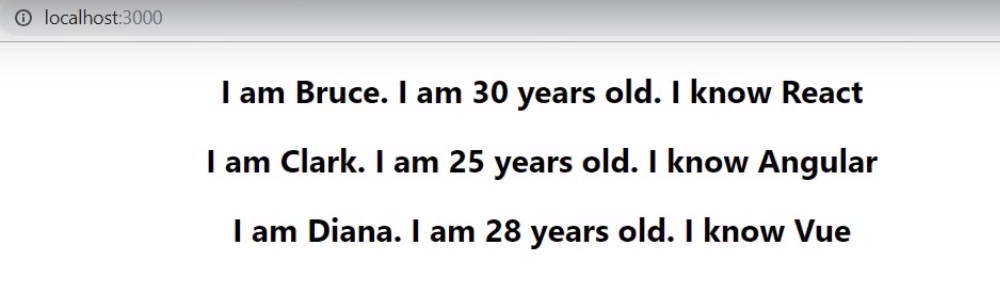 localhost:3000
I am Bruce. I am 30 years old. I know React
I am Clark. I am 25 years old. I know Angular
I am Diana. I am 28 years old. I know Vue